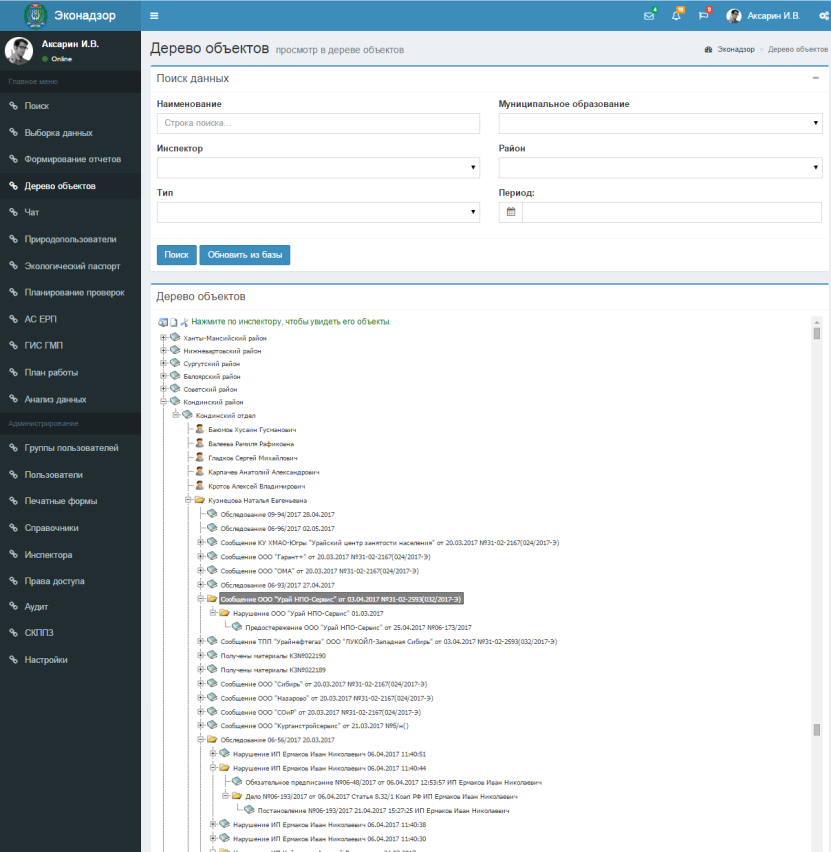 Эконадзор
4
10
9
Аксарин И.В.
Аксарин И.В.
Online
Главное меню
Поиск
Выборка данных
Формирование отчетов
Дерево объектов
Чат
Природопользователи
Экологический паспорт
Планирование проверок
АС ЕРП
ГИС ГМП
План работы
Анализ данных
Администрирование
Группы пользователей
Пользователи
Печатные формы
Справочники
Инспектора
Права доступа
Аудит
СКППЗ
Настройки
Дерево объектов просмотр в дереве объектов
Эконадзор > Дерево объектов
Поиск данных
Наименование
Муниципальное образование
Строка поиска...
Инспектор
Район
Тип
Период:
Поиск
Обновить из базы
Дерево объектов
Нажмите по инспектору, чтобы увидеть его объекты.
Ханты-Мансийский район
Нижневартовский район
Сургутский район
Белоярский район
Советский район
Кондинский район
Кондинский отдел
Баюмов Хусаин Гусманович
Валеева Рамиля Рафиковна
Гладков Сергей Михайлович
Карпачев Анатолий Александрович
Кротов Алексей Владимирович
Кузнецова Наталья Евгеньевна
Обследование 09-94/2017 28.04.2017
Обследование 06-96/2017 02.05.2017
Сообщение КУ ХМАО-Югры "Урайский центр занятости населения" от 20.03.2017 №31-02-2167(024/2017-Э)
Сообщение ООО "Гарант+" от 20.03.2017 №31-02-2167(024/2017-Э)
Сообщение ООО "ОМА" от 20.03.2017 №31-02-2167(024/2017-Э)
Обследование 06-93/2017 27.04.2017
Сообщение ООО "Урай НПО-Сервис" от 03.04.2017 №31-02-2593(032/2017-Э)
Нарушение ООО "Урай НПО-Сервис" 01.03.2017
Предостережение ООО "Урай НПО-Сервис" от 25.04.2017 №06-173/2017
Сообщение ТПП "Урайнефтегаз" ООО "ЛУКОЙЛ-Западная Сибирь" от 03.04.2017 №31-02-2593(032/2017-Э)
Получены материалы КЗ№022190
Получены материалы КЗ№022189
Сообщение ООО "Сибирь" от 20.03.2017 №31-02-2167(024/2017-Э)
Сообщение ООО "Назарово" от 20.03.2017 №31-02-2167(024/2017-Э)
Сообщение ООО "СОиР" от 20.03.2017 №31-02-2167(024/2017-Э)
Сообщение ООО "Курганстройсервис" от 21.03.2017 №б/н()
Обследование 06-56/2017 20.03.2017
Нарушение ИП Ермаков Иван Николаевич 06.04.2017 11:40:51
Нарушение ИП Ермаков Иван Николаевич 06.04.2017 11:40:44
Обязательное предписание №06-48/2017 от 06.04.2017 12:53:57 ИП Ермаков Иван Николаевич
Дело №06-193/2017 от 06.04.2017 Статья 8.32/1 Коап РФ ИП Ермаков Иван Николаевич
Постановление №06-193/2017 21.04.2017 15:27:25 ИП Ермаков Иван Николаевич
Нарушение ИП Ермаков Иван Николаевич 06.04.2017 11:40:38
Нарушение ИП Ермаков Иван Николаевич 06.04.2017 11:40:30